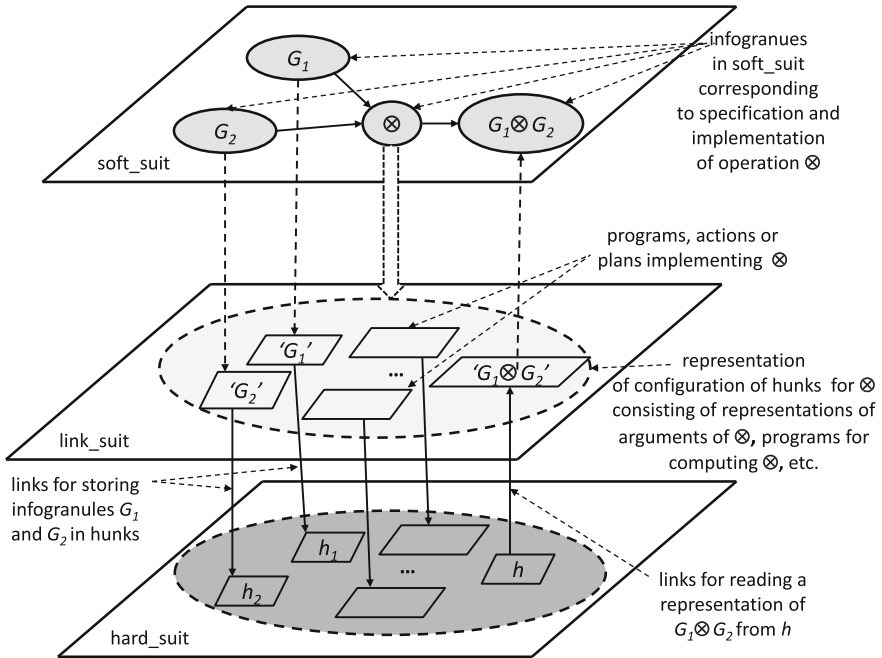 G1
G2
⊗
G1⊗G2
soft_suit
infogranues
in soft_suit
corresponding
to specification and
implementation
of operation ⊗
programs, actions or
plans implementing ⊗
‘G1’
‘G2’
...
‘G1⊗G2’
link_suit
representation
of configuration of hunks for ⊗
consisting of representations of
arguments of ⊗, programs for
computing ⊗, etc.
links for storing
infogranules G1
and G2 in hunks
h1
h2
...
h
hard_suit
links for reading a
representation of
G1⊗G2 from h